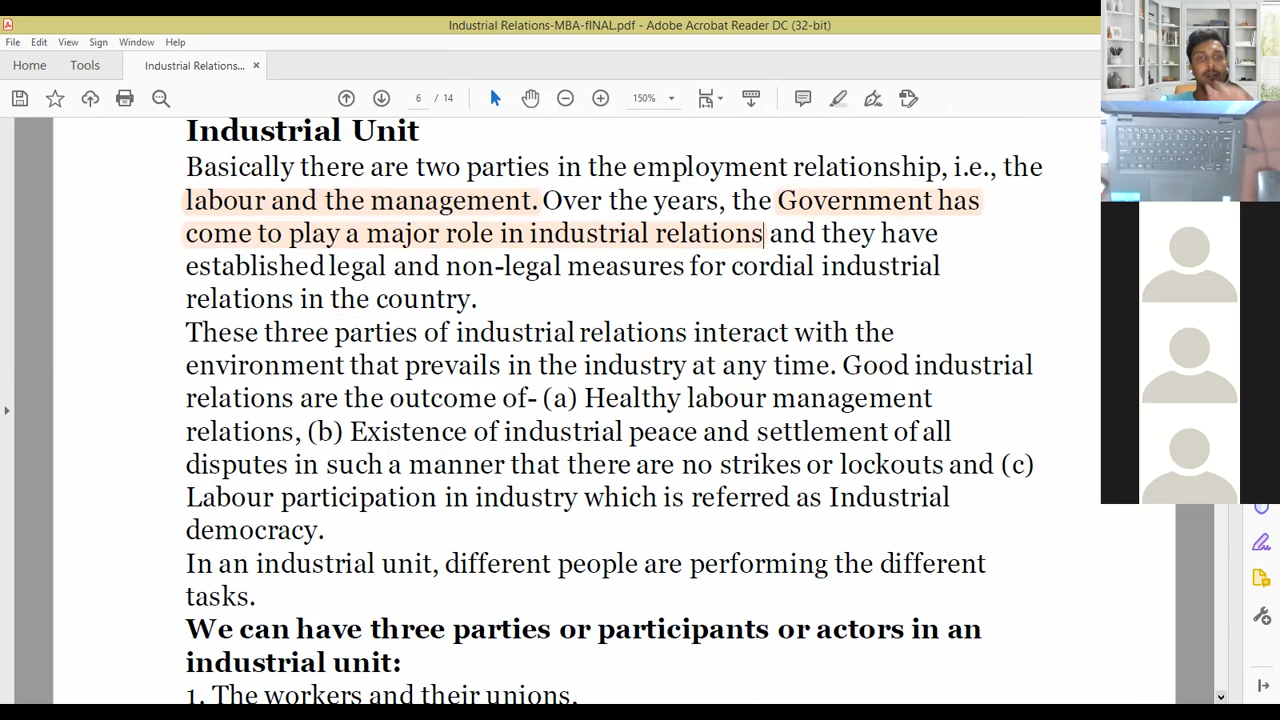 Industrial Relations-MBA-fINAL.pdf - Adobe Acrobat Reader DC (32-bit)
File Edit View Sign Window Help
Home Tools Industrial Relations... ×
6 / 14 150%
Industrial Unit
Basically there are two parties in the employment relationship, i.e., the
labour and the management. Over the years, the Government has
come to play a major role in industrial relations and they have
established legal and non-legal measures for cordial industrial
relations in the country.
These three parties of industrial relations interact with the
environment that prevails in the industry at any time. Good industrial
relations are the outcome of- (a) Healthy labour management
relations, (b) Existence of industrial peace and settlement of all
disputes in such a manner that there are no strikes or lockouts and (c)
Labour participation in industry which is referred as Industrial
democracy.
In an industrial unit, different people are performing the different
tasks.
We can have three parties or participants or actors in an
industrial unit:
1. The workers and their unions.